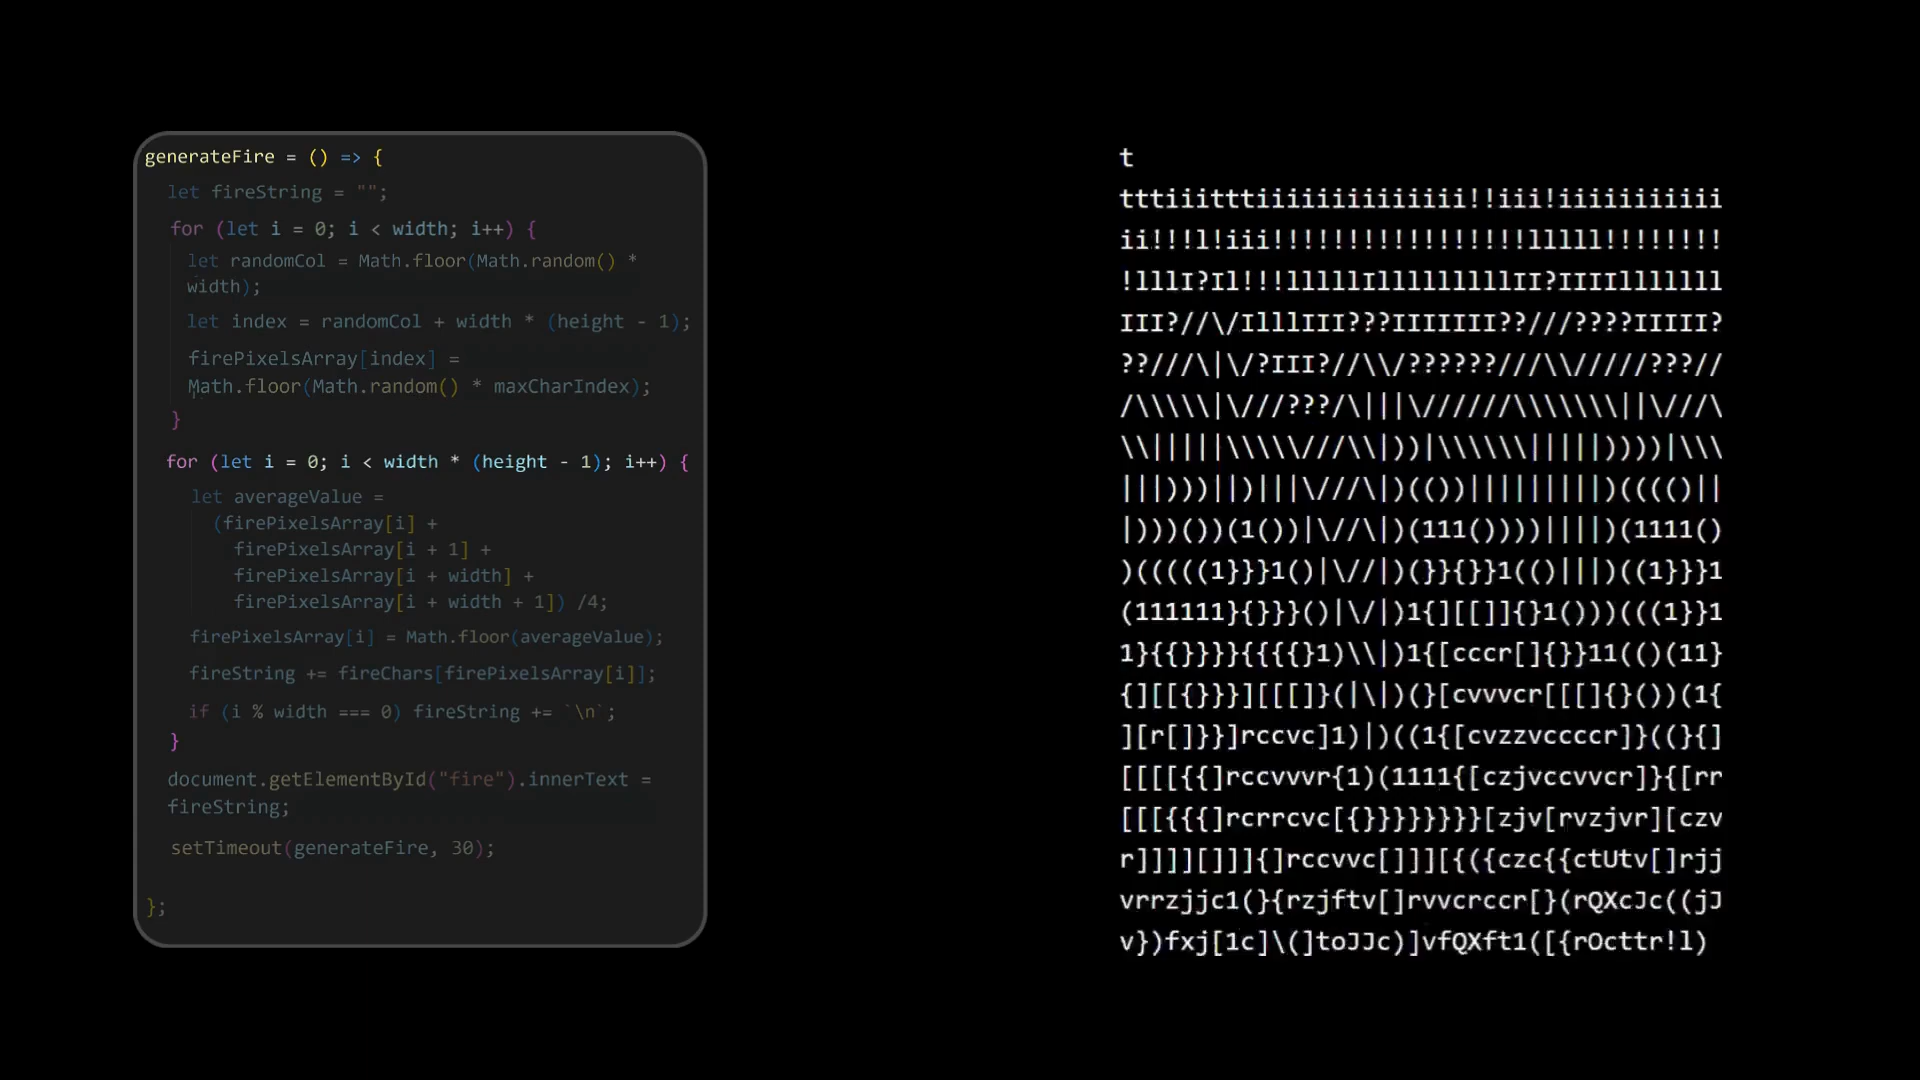 generateFire = () => {
let fireString = "";
for (let i = 0; i < width; i++) {
let randomCol = Math.floor(Math.random() *
width);
let index = randomCol + width * (height - 1);
firePixelsArray[index] =
Math.floor(Math.random() * maxCharIndex);
}
for (let i = 0; i < width * (height - 1); i++) {
let averageValue =
(firePixelsArray[i] +
firePixelsArray[i + 1] +
firePixelsArray[i + width] +
firePixelsArray[i + width + 1]) /4;
firePixelsArray[i] = Math.floor(averageValue);
fireString += fireChars[firePixelsArray[i]];
if (i % width === 0) fireString += `\n`;
}
document.getElementById("fire").innerText =
fireString;
setTimeout(generateFire, 30);
};
t
tttiiitttiiiiiiiiiiiiii!!iii!iiiiiiiiiii
ii!!!l!iii!!!!!!!!!!!!!!!!!lllll!!!!!!!!
!lllI?Il!!!lllllIlllllllllII?IIIIlllllll
III?//\/IlllIII???IIIIIII??///????IIIII?
??///\|\/?III?//\\/??????///\\/////???//
/\\\\\|\///???/\|||\//////\\\\\\\||\///\
\\|||||\\\\\///\\|))|\\\\\\|||||))))|\\\
|||)))||)|||\///\|)(())|||||||||)(((()||
|)))())(1())|\//\|)(111())))||||)(1111()
)(((((1}}}1()|\//|)(}}{}}1(()|||)((1}}}1
(111111}{}}}()|\/|)1{][[]]{}1()))(((1}}1
1}{{}}}}{{{{}1)\\|)1{[cccr[]{}}11(()(11}
{][[{}}}][[[]}(|\|)(}[cvvvcr[[[]{}())(1{
][r[]}}]rccvc]1)|)((1{[cvzzvccccr]}((}{]
[[[[{{]rccvvvr{1)(1111{[czjvccvvcr]}{[rr
[[[{{{]rcrrcvc[{}}}}}}}}[zjv[rvzjvr][czv
r]]]][]]]{]rccvvc[]]][{({czc{{ctUtv[]rjj
vrrzjjc1(}{rzjftv[]rvvcrccr[}(rQXcJc((jJ
v})fxj[1c]\(]toJJc)]vfQXft1([{rOcttr!l)